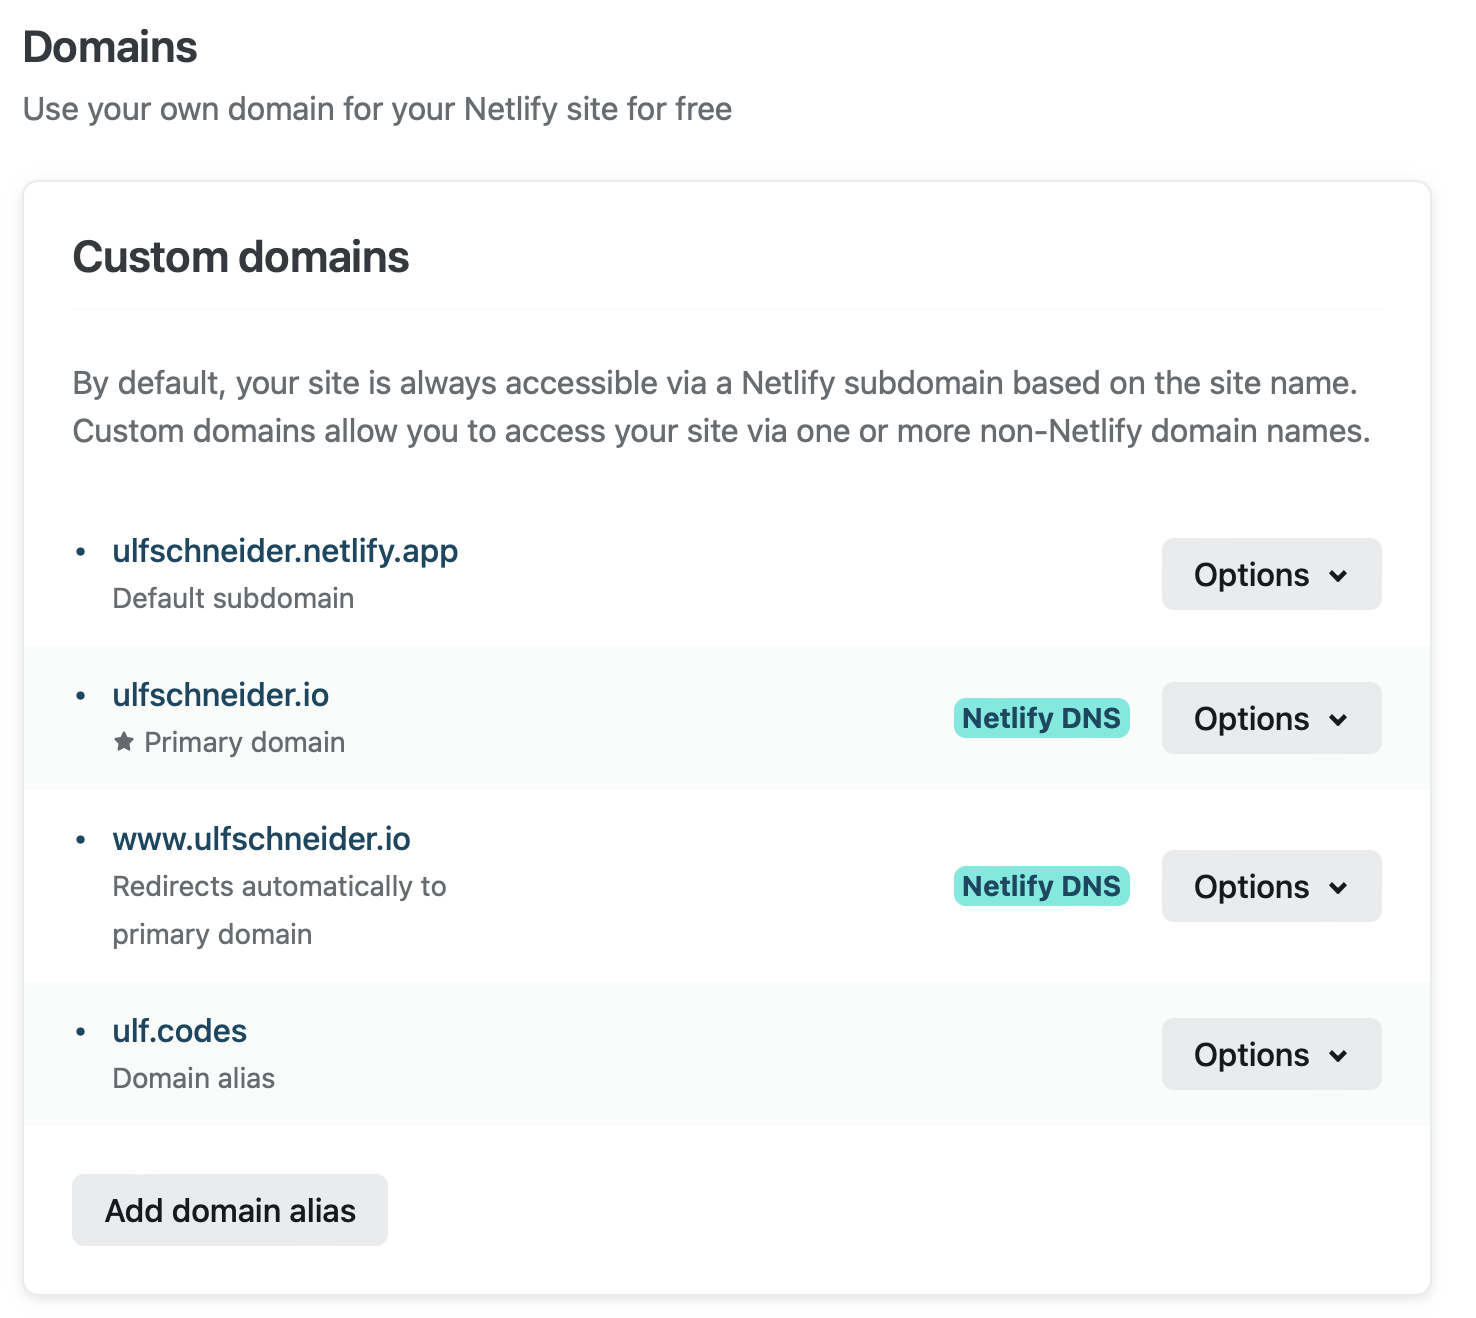 Domains
Use your own domain for your Netlify site for free
Custom domains
By default, your site is always accessible via a Netlify subdomain based on the site name.
Custom domains allow you to access your site via one or more non-Netlify domain names.
• ulfschneider.netlify.app
Default subdomain
Options
• ulfschneider.io
★ Primary domain
Netlify DNS
Options
• www.ulfschneider.io
Redirects automatically to
primary domain
Netlify DNS
Options
• ulf.codes
Domain alias
Options
Add domain alias